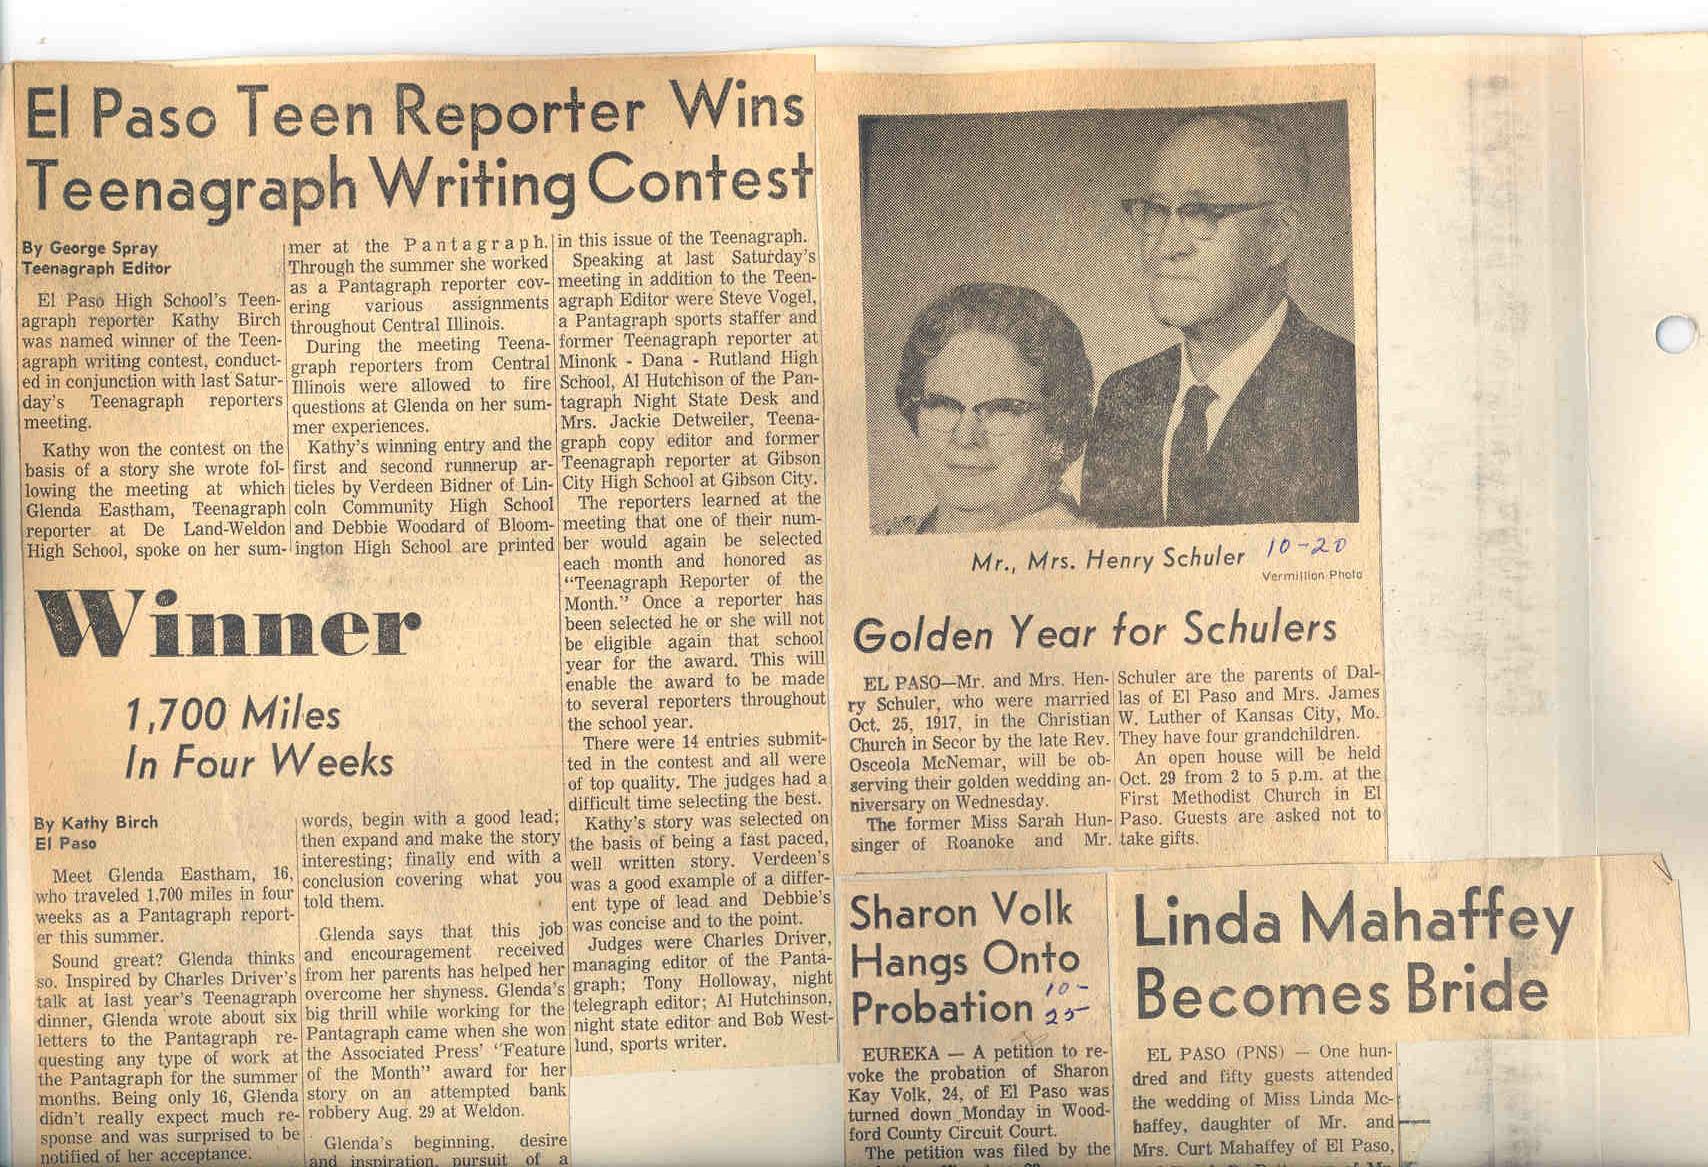 El Paso Teen Reporter Wins
Teenagraph Writing Contest
By George Spray
Teenagraph Editor
El Paso High School's Teen-
agraph reporter Kathy Birch
was named winner of the Teen-
agraph writing contest, conduct-
ed in conjunction with last Satur-
day's Teenagraph reporters
meeting.
Kathy won the contest on the
basis of a story she wrote fol-
lowing the meeting at which
Glenda Eastham, Teenagraph
reporter at De Land-Weldon
High School, spoke on her sum-
mer at the Pantagraph.
Through the summer she worked
as a Pantagraph reporter cov-
ering various assignments
throughout Central Illinois.
During the meeting Teena-
graph reporters from Central
Illinois were allowed to fire
questions at Glenda on her sum-
mer experiences.
Kathy's winning entry and the
first and second runnerup ar-
ticles by Verdeen Bidner of Lin-
coln Community High School
and Debbie Woodard of Bloom-
ington High School are printed
in this issue of the Teenagraph.
Speaking at last Saturday's
meeting in addition to the Teen-
agraph Editor were Steve Vogel,
a Pantagraph sports staffer and
former Teenagraph reporter at
Minonk - Dana - Rutland High
School, Al Hutchison of the Pan-
tagraph Night State Desk and
Mrs. Jackie Detweiler, Teena-
graph copy editor and former
Teenagraph reporter at Gibson
City High School at Gibson City.
The reporters learned at the
meeting that one of their num-
ber would again be selected
each month and honored as
"Teenagraph Reporter of the
Month." Once a reporter has
been selected he or she will not
be eligible again that school
year for the award. This will
enable the award to be made
to several reporters throughout
the school year.
There were 14 entries submit-
ted in the contest and all were
of top quality. The judges had a
difficult time selecting the best.
Kathy's story was selected on
the basis of being a fast paced,
well written story. Verdeen's
was a good example of a differ-
ent type of lead and Debbie's
was concise and to the point.
Judges were Charles Driver,
managing editor of the Panta-
graph; Tony Holloway, night
telegraph editor; Al Hutchinson,
night state editor and Bob West-
lund, sports writer.
Winner
1,700 Miles
In Four Weeks
By Kathy Birch
El Paso
Meet Glenda Eastham, 16,
who traveled 1,700 miles in four
weeks as a Pantagraph report-
er this summer.
Sound great? Glenda thinks
so. Inspired by Charles Driver's
talk at last year's Teenagraph
dinner, Glenda wrote about six
letters to the Pantagraph re-
questing any type of work at
the Pantagraph for the summer
months. Being only 16, Glenda
didn't really expect much re-
sponse and was surprised to be
notified of her acceptance.
words, begin with a good lead;
then expand and make the story
interesting; finally end with a
conclusion covering what you
told them.
Glenda says that this job
and encouragement received
from her parents has helped her
overcome her shyness. Glenda's
big thrill while working for the
Pantagraph came when she won
the Associated Press' "Feature
of the Month" award for her
story on an attempted bank
robbery Aug. 29 at Weldon.
Glenda's beginning, desire
and inspiration, pursuit of a
Mr., Mrs. Henry Schuler 10-20
Vermillion Photo
Golden Year for Schulers
EL PASO—Mr. and Mrs. Hen-
ry Schuler, who were married
Oct. 25, 1917, in the Christian
Church in Secor by the late Rev.
Osceola McNemar, will be ob-
serving their golden wedding an-
niversary on Wednesday.
The former Miss Sarah Hun-
singer of Roanoke and Mr.
Schuler are the parents of Dal-
las of El Paso and Mrs. James
W. Luther of Kansas City, Mo.
They have four grandchildren.
An open house will be held
Oct. 29 from 2 to 5 p.m. at the
First Methodist Church in El
Paso. Guests are asked not to
take gifts.
Sharon Volk
Hangs Onto
Probation 10-
25
EUREKA — A petition to re-
voke the probation of Sharon
Kay Volk, 24, of El Paso was
turned down Monday in Wood-
ford County Circuit Court.
The petition was filed by the
Linda Mahaffey
Becomes Bride
EL PASO (PNS) — One hun-
dred and fifty guests attended
the wedding of Miss Linda Mc-
haffey, daughter of Mr. and
Mrs. Curt Mahaffey of El Paso,